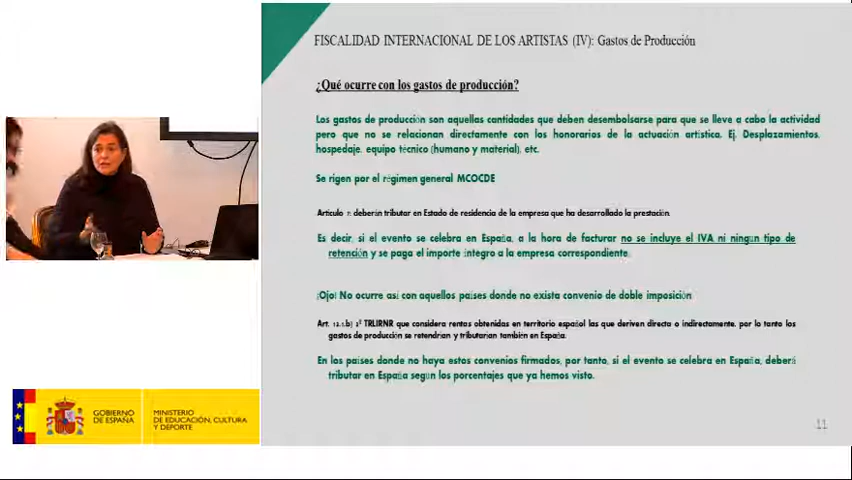 FISCALIDAD INTERNACIONAL DE LOS ARTISTAS (IV): Gastos de Producción
¿Qué ocurre con los gastos de producción?
Los gastos de producción son aquellas cantidades que deben desembolsarse para que se lleve a cabo la actividad
pero que no se relacionan directamente con los honorarios de la actuación artística. Ej. Desplazamientos,
hospedaje, equipo técnico (humano y material), etc.
Se rigen por el régimen general MCOCDE
Artículo 7: deberán tributar en Estado de residencia de la empresa que ha desarrollado la prestación.
Es decir, si el evento se celebra en España, a la hora de facturar no se incluye el IVA ni ningún tipo de
retención y se paga el importe íntegro a la empresa correspondiente.
¡Ojo! No ocurre así con aquellos países donde no exista convenio de doble imposición
Art. 13.1.b) 3º TRLIRNR que considera rentas obtenidas en territorio español las que deriven directa o indirectamente, por lo tanto los
gastos de producción se retendrían y tributarían también en España.
En los países donde no haya estos convenios firmados, por tanto, si el evento se celebra en España, deberá
tributar en España según los porcentajes que ya hemos visto.
11
GOBIERNO
DE ESPAÑA
MINISTERIO
DE EDUCACIÓN, CULTURA
Y DEPORTE